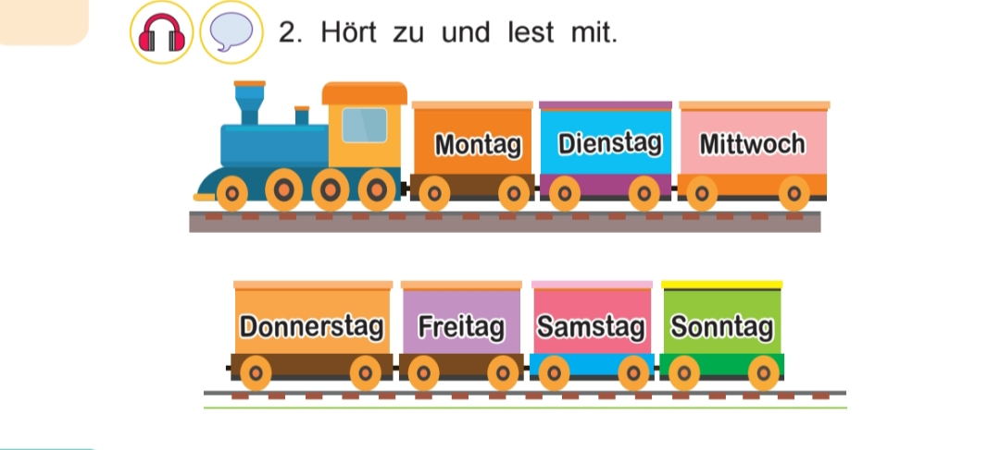 2. Hört zu und lest mit.
Montag Dienstag Mittwoch
Donnerstag Freitag Samstag Sonntag